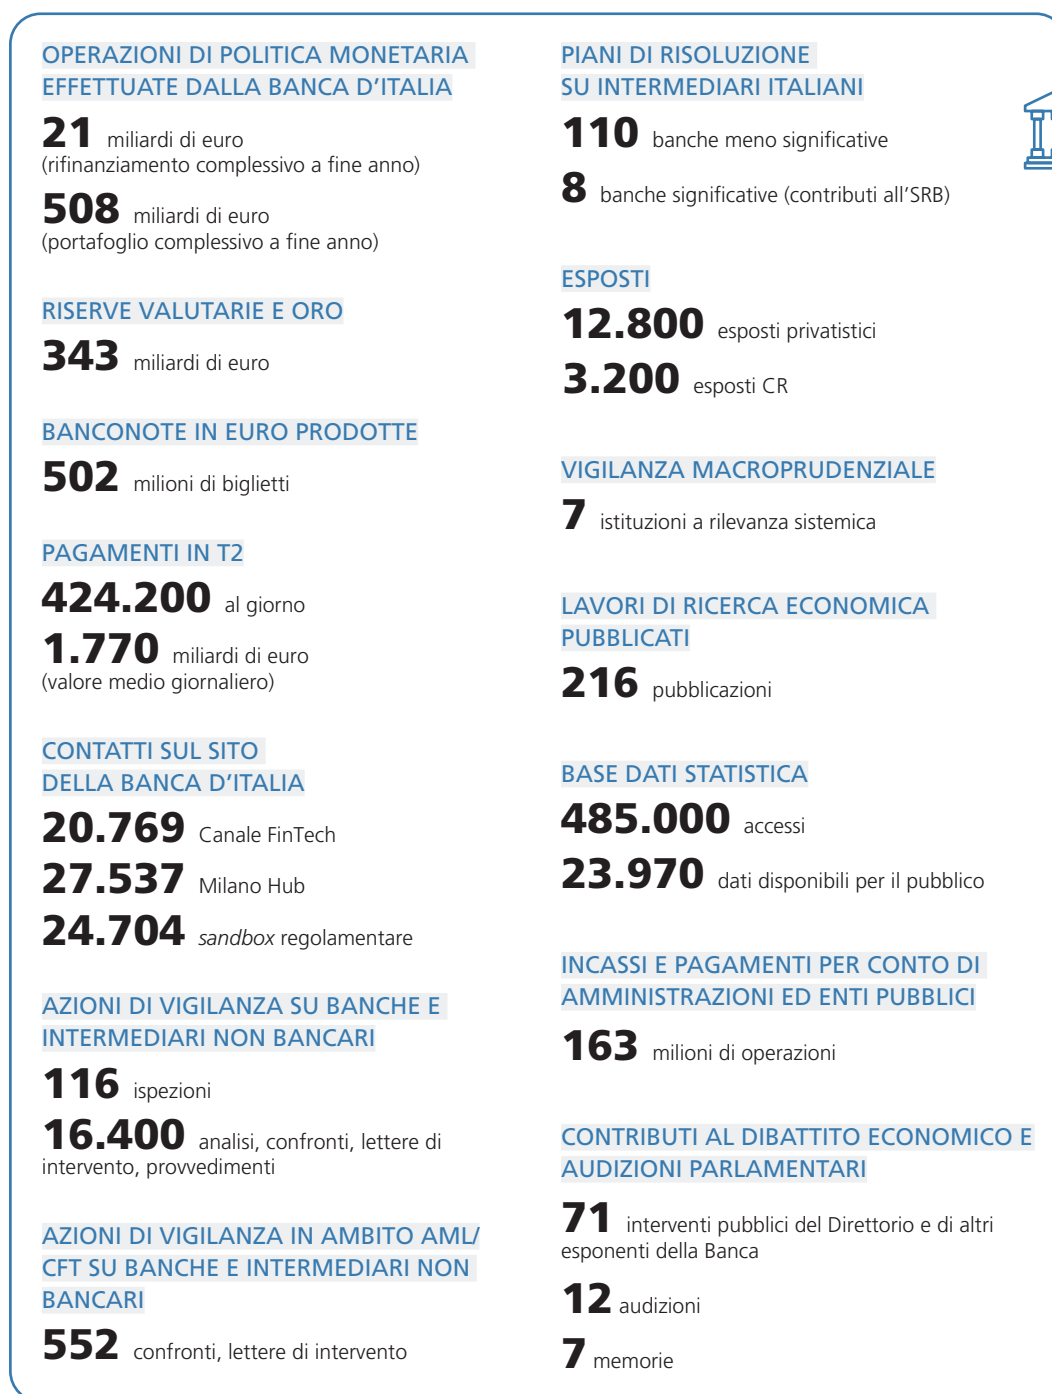 OPERAZIONI DI POLITICA MONETARIA
EFFETTUATE DALLA BANCA D'ITALIA
21 miliardi di euro
(rifinanziamento complessivo a fine anno)
508 miliardi di euro
(portafoglio complessivo a fine anno)
RISERVE VALUTARIE E ORO
343 miliardi di euro
BANCONOTE IN EURO PRODOTTE
502 milioni di biglietti
PAGAMENTI IN T2
424.200 al giorno
1.770 miliardi di euro
(valore medio giornaliero)
CONTATTI SUL SITO
DELLA BANCA D'ITALIA
20.769 Canale FinTech
27.537 Milano Hub
24.704 sandbox regolamentare
AZIONI DI VIGILANZA SU BANCHE E
INTERMEDIARI NON BANCARI
116 ispezioni
16.400 analisi, confronti, lettere di
intervento, provvedimenti
AZIONI DI VIGILANZA IN AMBITO AML/
CFT SU BANCHE E INTERMEDIARI NON
BANCARI
552 confronti, lettere di intervento
PIANI DI RISOLUZIONE
SU INTERMEDIARI ITALIANI
110 banche meno significative
8 banche significative (contributi all'SRB)
ESPOSTI
12.800 esposti privatistici
3.200 esposti CR
VIGILANZA MACROPRUDENZIALE
7 istituzioni a rilevanza sistemica
LAVORI DI RICERCA ECONOMICA
PUBBLICATI
216 pubblicazioni
BASE DATI STATISTICA
485.000 accessi
23.970 dati disponibili per il pubblico
INCASSI E PAGAMENTI PER CONTO DI
AMMINISTRAZIONI ED ENTI PUBBLICI
163 milioni di operazioni
CONTRIBUTI AL DIBATTITO ECONOMICO E
AUDIZIONI PARLAMENTARI
71 interventi pubblici del Direttorio e di altri
esponenti della Banca
12 audizioni
7 memorie